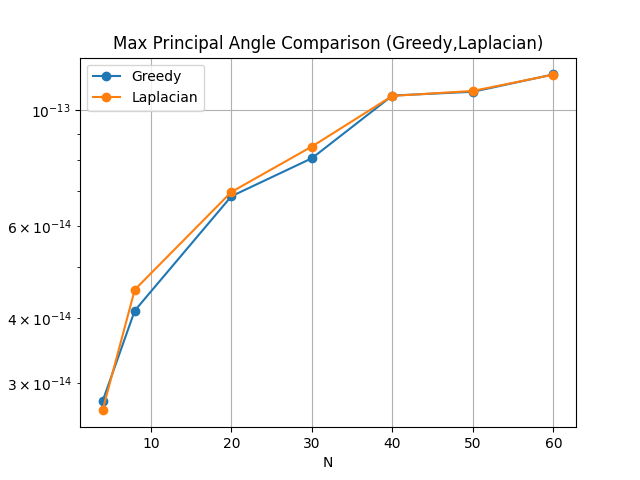 Max Principal Angle Comparison (Greedy,Laplacian)
Greedy
Laplacian
10⁻¹³
6 × 10⁻¹⁴
4 × 10⁻¹⁴
3 × 10⁻¹⁴
10 20 30 40 50 60
N